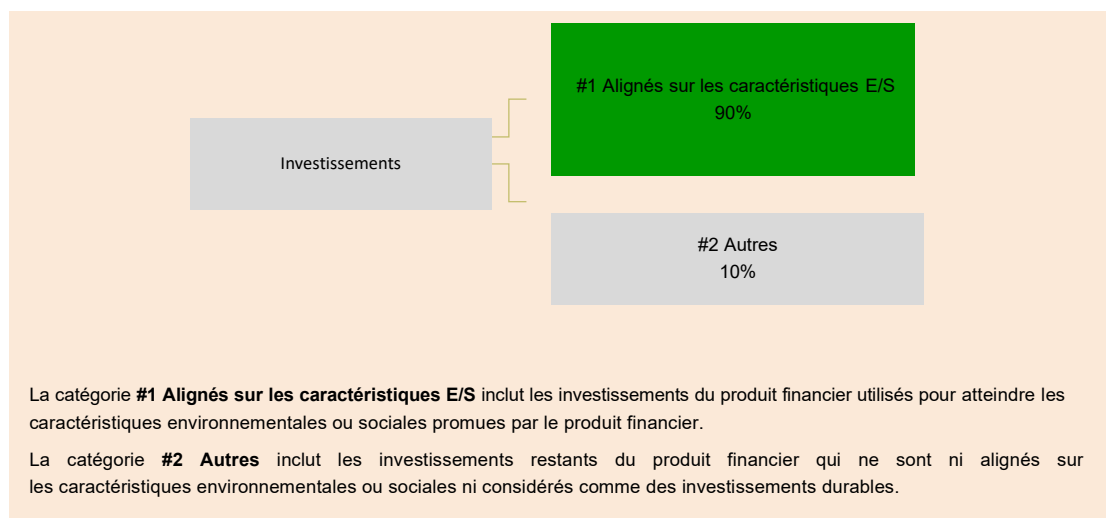 #1 Alignés sur les caractéristiques E/S
90%
Investissements
#2 Autres
10%
La catégorie #1 Alignés sur les caractéristiques E/S inclut les investissements du produit financier utilisés pour atteindre les
caractéristiques environnementales ou sociales promues par le produit financier.
La catégorie #2 Autres inclut les investissements restants du produit financier qui ne sont ni alignés sur
les caractéristiques environnementales ou sociales ni considérés comme des investissements durables.